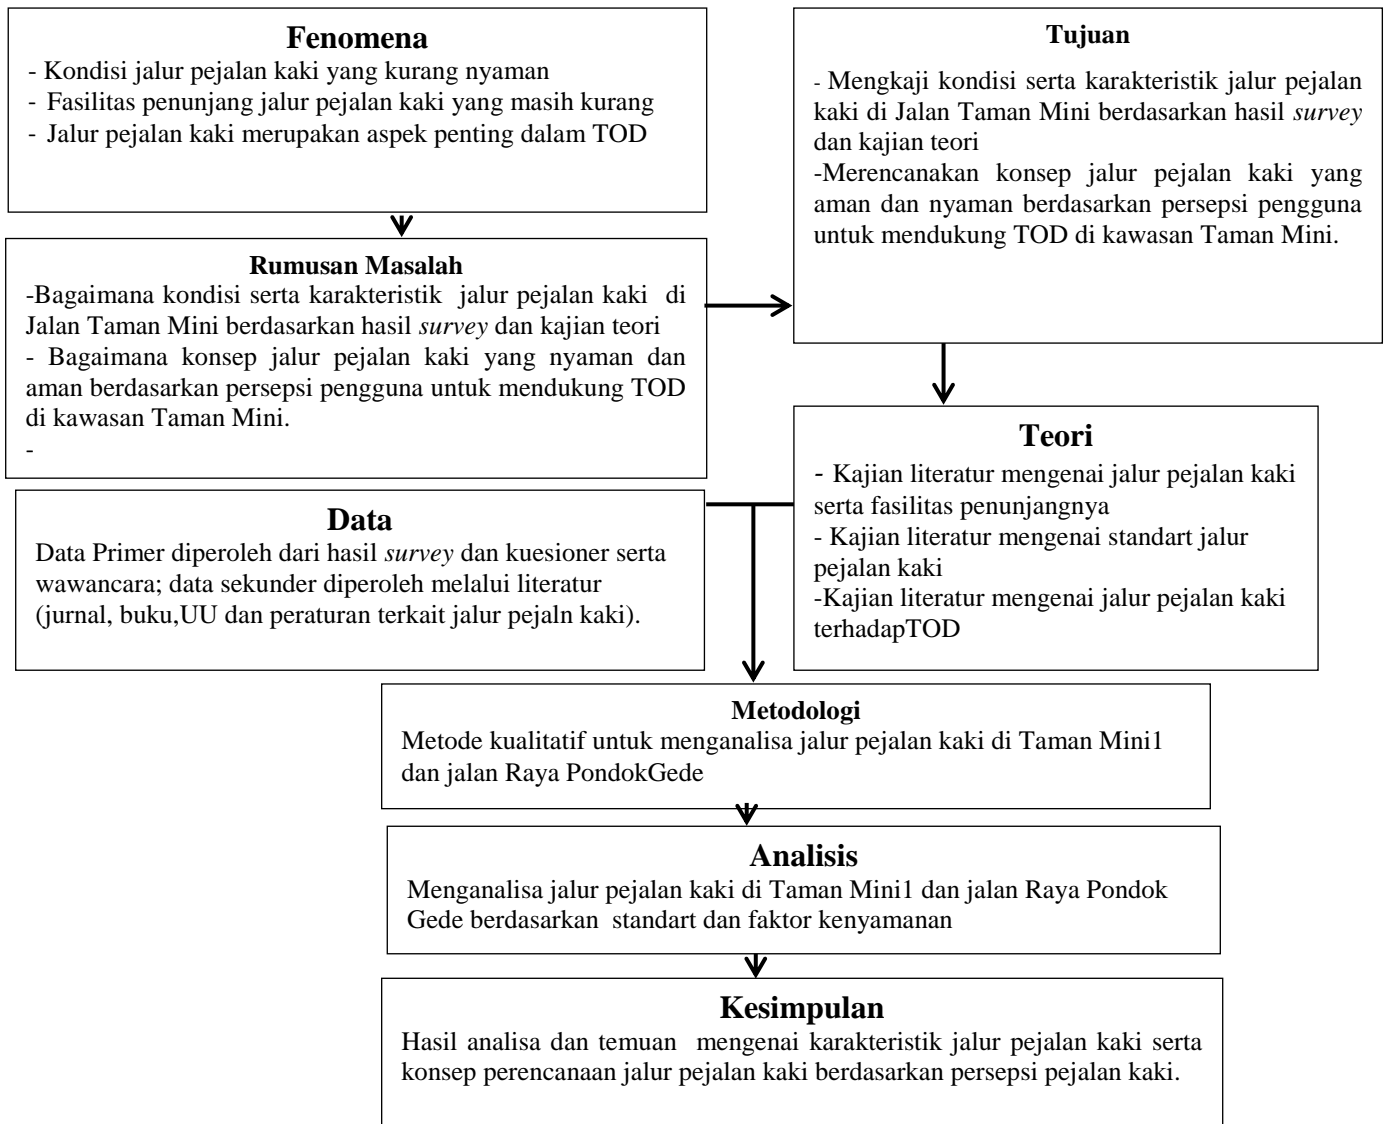 Fenomena
- Kondisi jalur pejalan kaki yang kurang nyaman
- Fasilitas penunjang jalur pejalan kaki yang masih kurang
- Jalur pejalan kaki merupakan aspek penting dalam TOD
Rumusan Masalah
-Bagaimana kondisi serta karakteristik jalur pejalan kaki di
Jalan Taman Mini berdasarkan hasil survey dan kajian teori
- Bagaimana konsep jalur pejalan kaki yang nyaman dan
aman berdasarkan persepsi pengguna untuk mendukung TOD
di kawasan Taman Mini.
-
Tujuan
- Mengkaji kondisi serta karakteristik jalur pejalan
kaki di Jalan Taman Mini berdasarkan hasil survey
dan kajian teori
-Merencanakan konsep jalur pejalan kaki yang
aman dan nyaman berdasarkan persepsi pengguna
untuk mendukung TOD di kawasan Taman Mini.
Teori
- Kajian literatur mengenai jalur pejalan kaki
serta fasilitas penunjangnya
- Kajian literatur mengenai standart jalur
pejalan kaki
-Kajian literatur mengenai jalur pejalan kaki
terhadapTOD
Data
Data Primer diperoleh dari hasil survey dan kuesioner serta
wawancara; data sekunder diperoleh melalui literatur
(jurnal, buku,UU dan peraturan terkait jalur pejaln kaki).
Metodologi
Metode kualitatif untuk menganalisa jalur pejalan kaki di Taman Mini1
dan jalan Raya PondokGede
Analisis
Menganalisa jalur pejalan kaki di Taman Mini1 dan jalan Raya Pondok
Gede berdasarkan standart dan faktor kenyamanan
Kesimpulan
Hasil analisa dan temuan mengenai karakteristik jalur pejalan kaki serta
konsep perencanaan jalur pejalan kaki berdasarkan persepsi pejalan kaki.